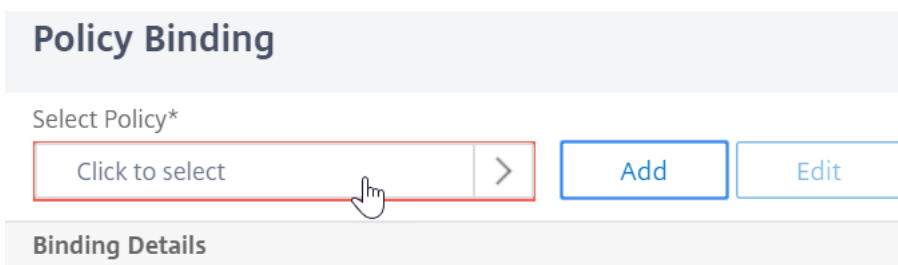 Policy Binding
Select Policy*
Click to select
Add
Edit
Binding Details